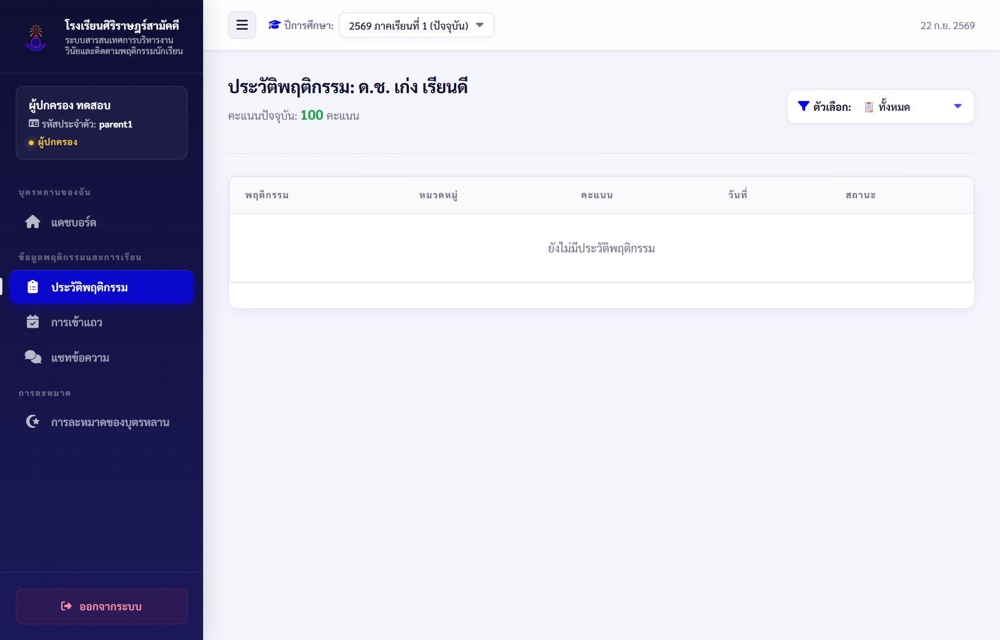 โรงเรียนศิริราษฎร์สามัคคี
ระบบสารสนเทศการบริหารงาน
วินัยและติดตามพฤติกรรมนักเรียน
ผู้ปกครอง ทดสอบ
รหัสประจำตัว: parent1
ผู้ปกครอง
บุตรหลานของฉัน
แดชบอร์ด
ข้อมูลพฤติกรรมและการเรียน
ประวัติพฤติกรรม
การเข้าแถว
แชทข้อความ
การละหมาด
การละหมาดของบุตรหลาน
ออกจากระบบ
ปีการศึกษา: 2569 ภาคเรียนที่ 1 (ปัจจุบัน)
22 ก.ย. 2569
ประวัติพฤติกรรม: ด.ช. เก่ง เรียนดี
คะแนนปัจจุบัน: 100 คะแนน
ตัวเลือก: ทั้งหมด
พฤติกรรม หมวดหมู่ คะแนน วันที่ สถานะ
ยังไม่มีประวัติพฤติกรรม